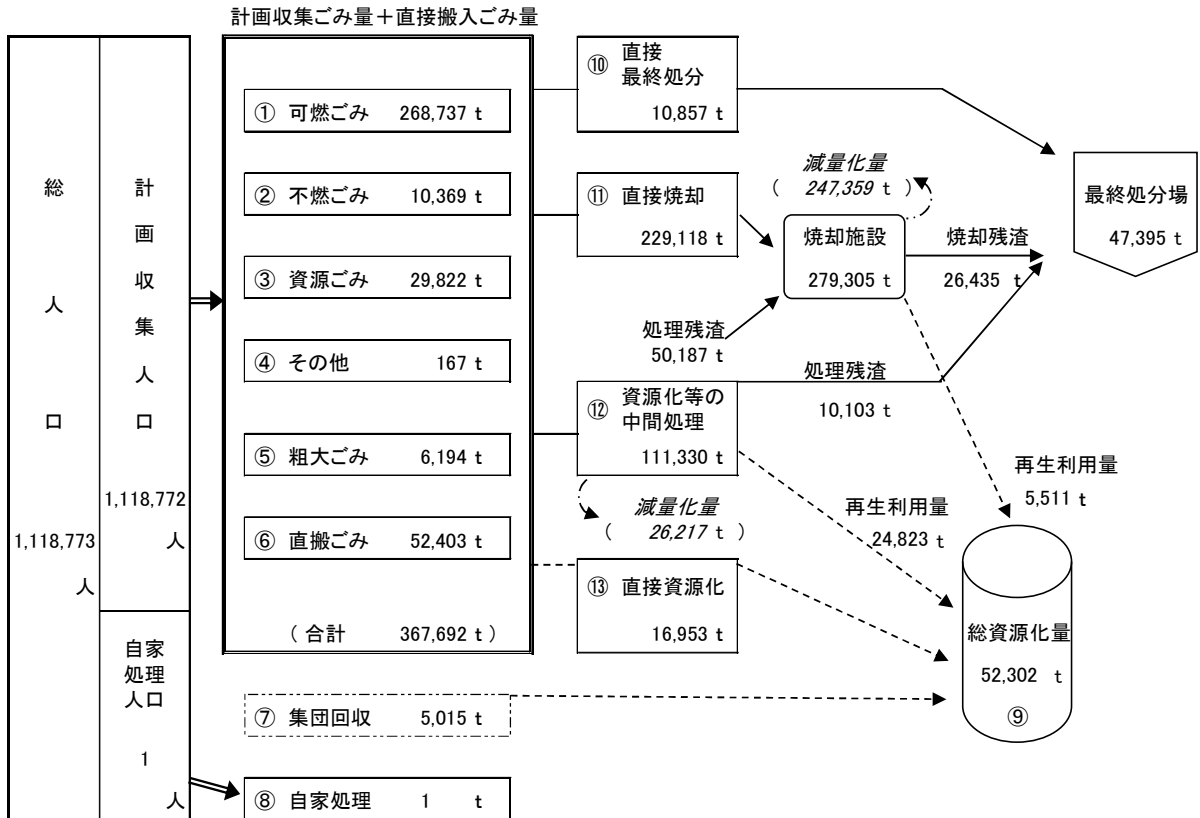 計画収集ごみ量＋直接搬入ごみ量
総人口
1,118,773
人
計画収集人口
1,118,772
人
自家
処理
人口
1
人
① 可燃ごみ 268,737 t
② 不燃ごみ 10,369 t
③ 資源ごみ 29,822 t
④ その他 167 t
⑤ 粗大ごみ 6,194 t
⑥ 直搬ごみ 52,403 t
（ 合計 367,692 t ）
⑦ 集団回収 5,015 t
⑧ 自家処理 1 t
⑩ 直接
最終処分
10,857 t
⑪ 直接焼却
229,118 t
処理残渣
50,187 t
⑫ 資源化等の
中間処理
111,330 t
減量化量
（ 26,217 t ）
⑬ 直接資源化
16,953 t
減量化量
（ 247,359 t ）
焼却施設
279,305 t
焼却残渣
26,435 t
処理残渣
10,103 t
再生利用量
5,511 t
再生利用量
24,823 t
最終処分場
47,395 t
総資源化量
52,302 t
⑨